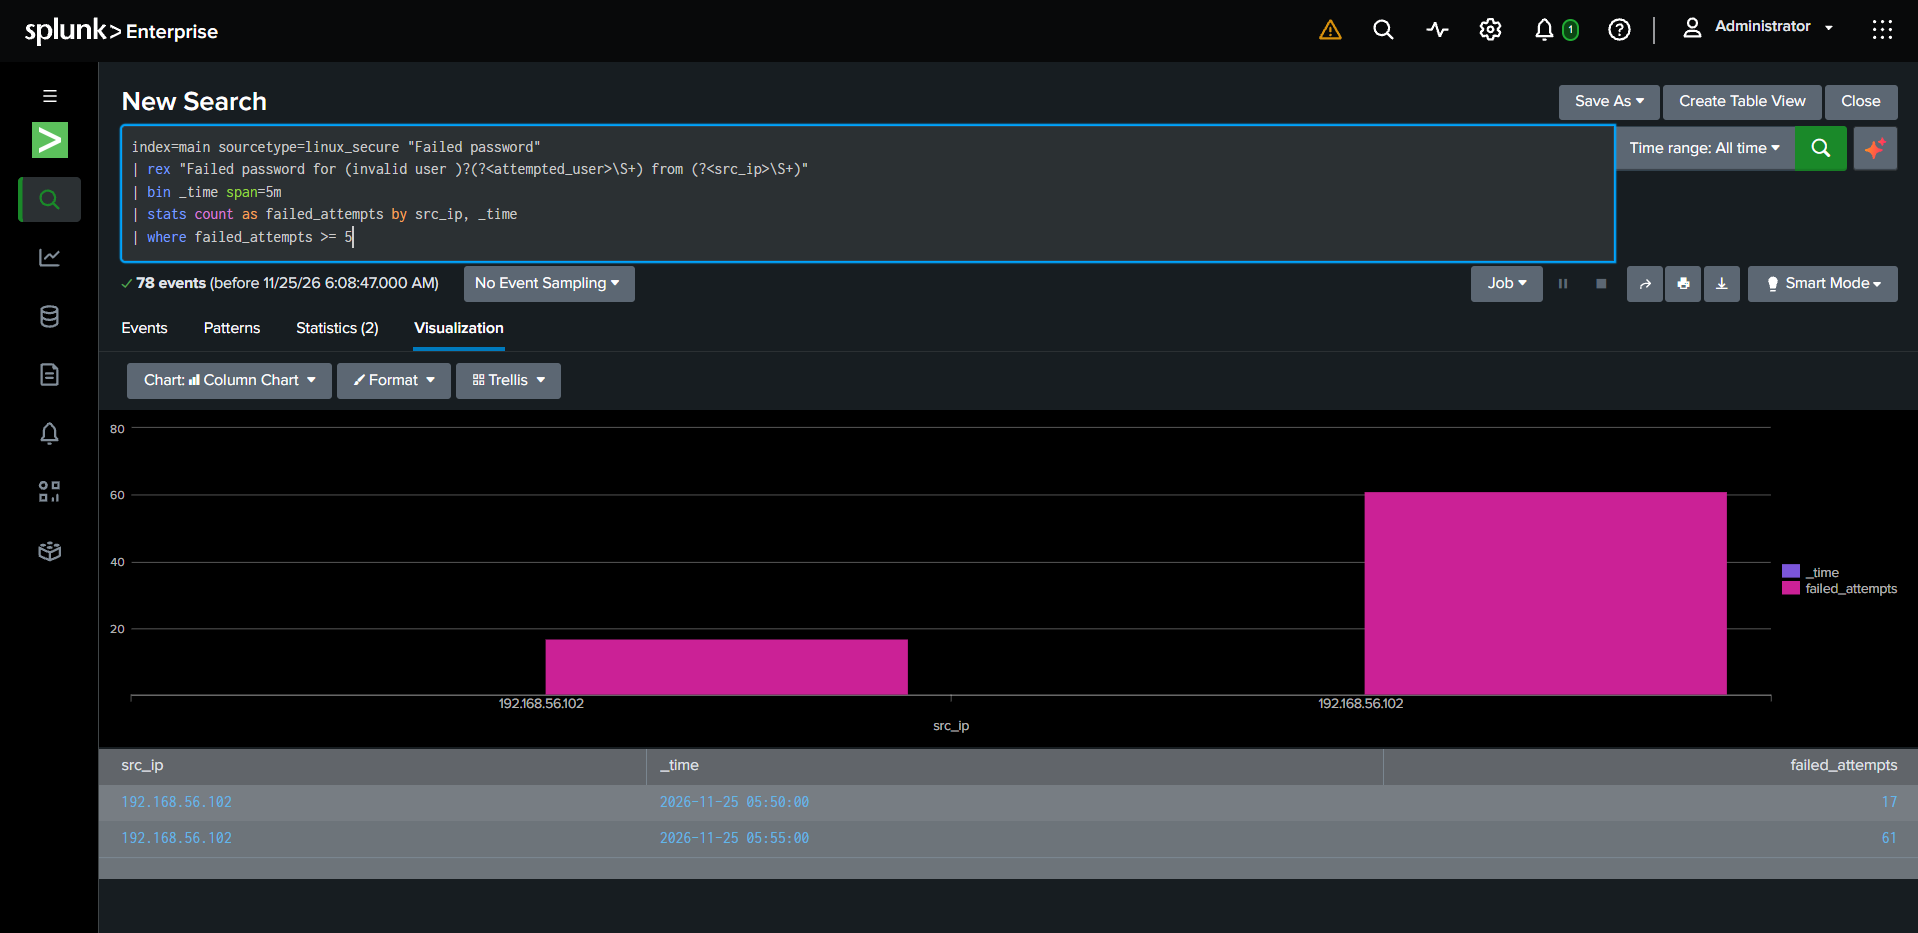 splunk> Enterprise
1
Administrator
New Search
Save As
Create Table View
Close
index=main sourcetype=linux_secure "Failed password"
| rex "Failed password for (invalid user )?(?<attempted_user>\S+) from (?<src_ip>\S+)"
| bin _time span=5m
| stats count as failed_attempts by src_ip, _time
| where failed_attempts >= 5
Time range: All time
78 events (before 11/25/26 6:08:47.000 AM)
No Event Sampling
Job
Smart Mode
Events
Patterns
Statistics (2)
Visualization
Chart: Column Chart
Format
Trellis
80
60
40
20
192.168.56.102
192.168.56.102
src_ip
_time
failed_attempts
src_ip
_time
failed_attempts
192.168.56.102
2026-11-25 05:50:00
17
192.168.56.102
2026-11-25 05:55:00
61